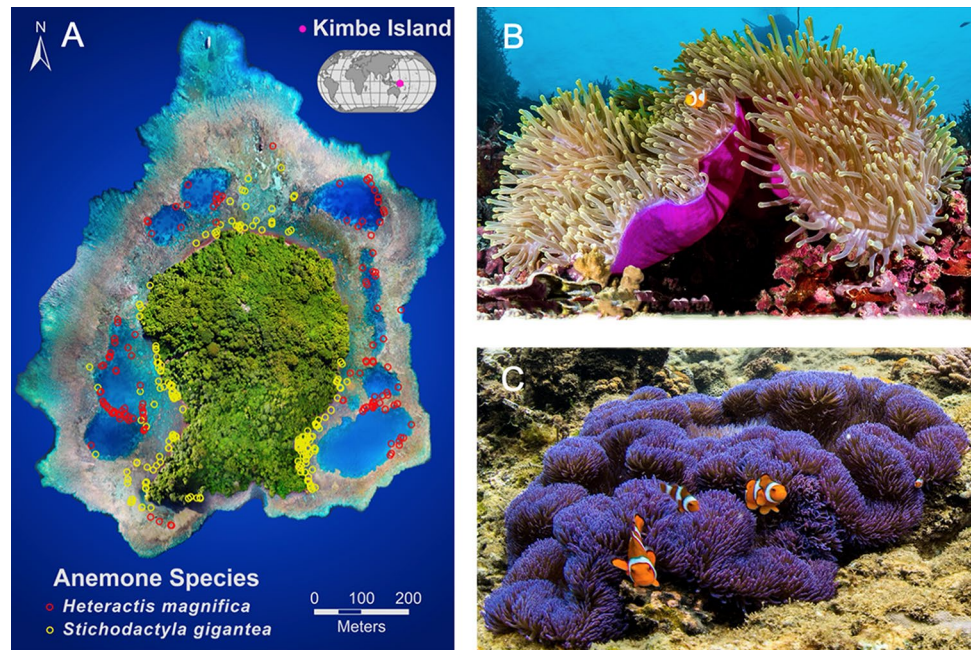 N
A
Kimbe Island
Anemone Species
Heteractis magnifica
Stichodactyla gigantea
0 100 200
Meters
B
C